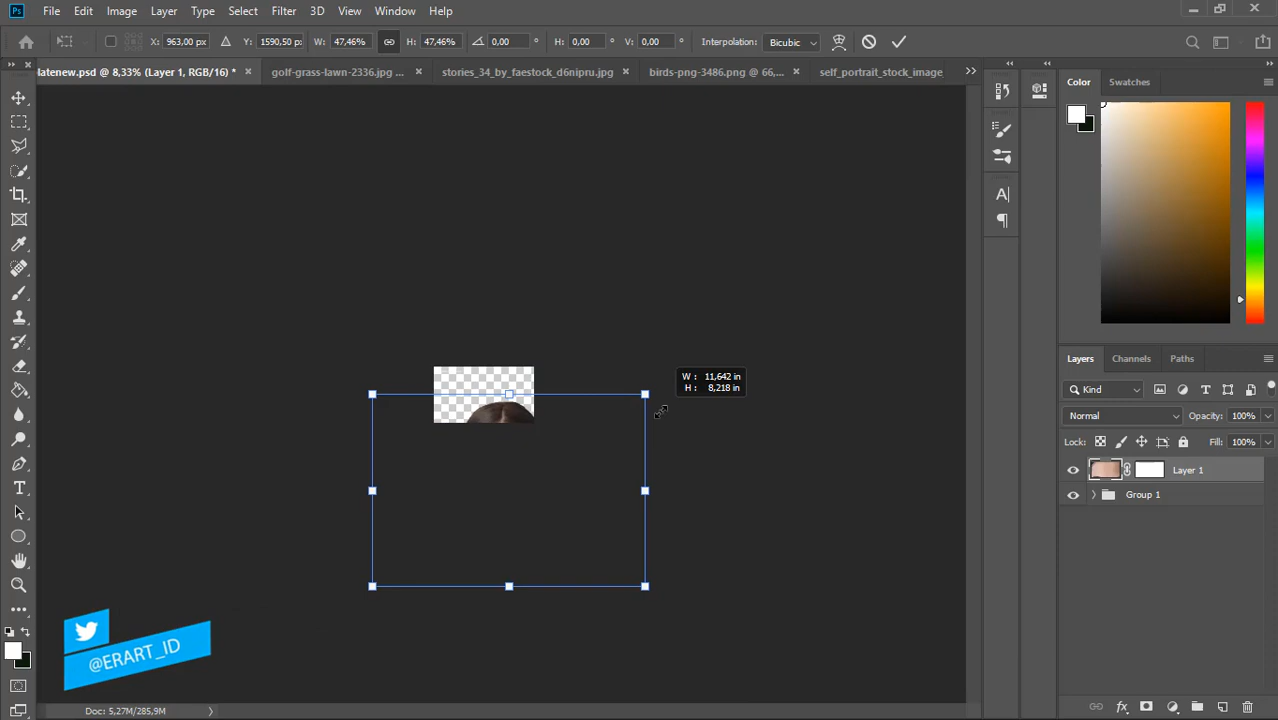 Ps File Edit Image Layer Type Select Filter 3D View Window Help
X: 963,00 px Y: 1590,50 px W: 47,46% H: 47,46% 0,00 ° H: 0,00 ° V: 0,00 ° Interpolation: Bicubic
latenew.psd @ 8,33% (Layer 1, RGB/16) * × golf-grass-lawn-2336.jpg ... × stories_34_by_faestock_d6nipru.jpg × birds-png-3486.png @ 66,... × self_portrait_stock_image
Color Swatches
W : 11,642 in
H : 8,218 in
Layers Channels Paths
Kind
Normal Opacity: 100%
Lock: Fill: 100%
Layer 1
Group 1
@ERART_ID
Doc: 5,27M/285,9M
fx